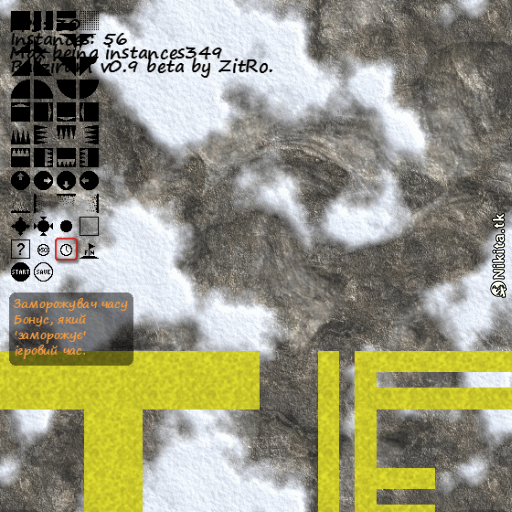 Instances: 56
Max being instances349
v0.9 beta by ZitRo.
?
START SAVE
Заморожувач часу
Бонус, який
'заморожує'
ігровий час.
Nikita.tk